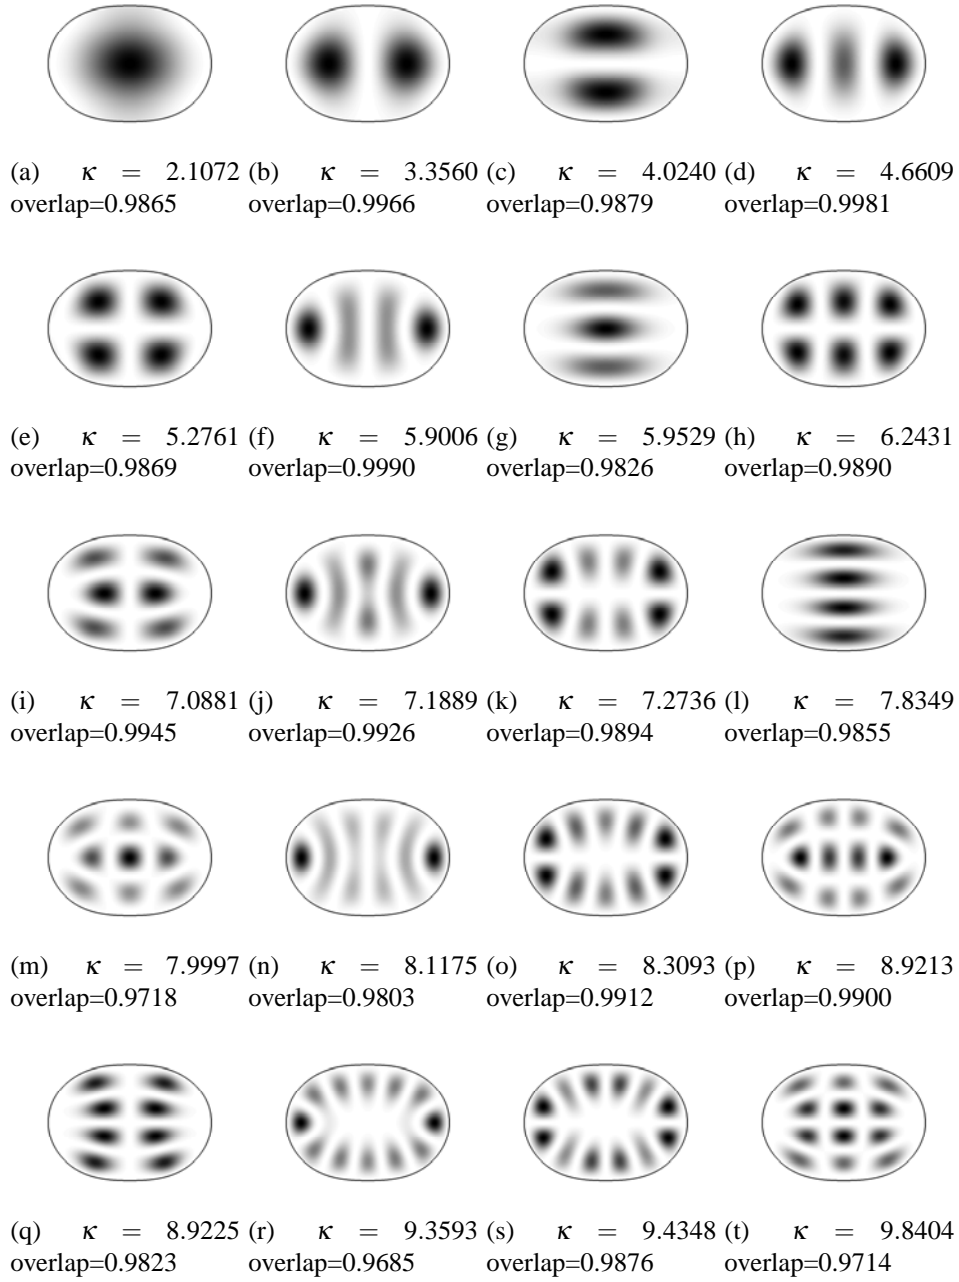 (a) κ = 2.1072 (b) κ = 3.3560 (c) κ = 4.0240 (d) κ = 4.6609
overlap=0.9865 overlap=0.9966 overlap=0.9879 overlap=0.9981
(e) κ = 5.2761 (f) κ = 5.9006 (g) κ = 5.9529 (h) κ = 6.2431
overlap=0.9869 overlap=0.9990 overlap=0.9826 overlap=0.9890
(i) κ = 7.0881 (j) κ = 7.1889 (k) κ = 7.2736 (l) κ = 7.8349
overlap=0.9945 overlap=0.9926 overlap=0.9894 overlap=0.9855
(m) κ = 7.9997 (n) κ = 8.1175 (o) κ = 8.3093 (p) κ = 8.9213
overlap=0.9718 overlap=0.9803 overlap=0.9912 overlap=0.9900
(q) κ = 8.9225 (r) κ = 9.3593 (s) κ = 9.4348 (t) κ = 9.8404
overlap=0.9823 overlap=0.9685 overlap=0.9876 overlap=0.9714